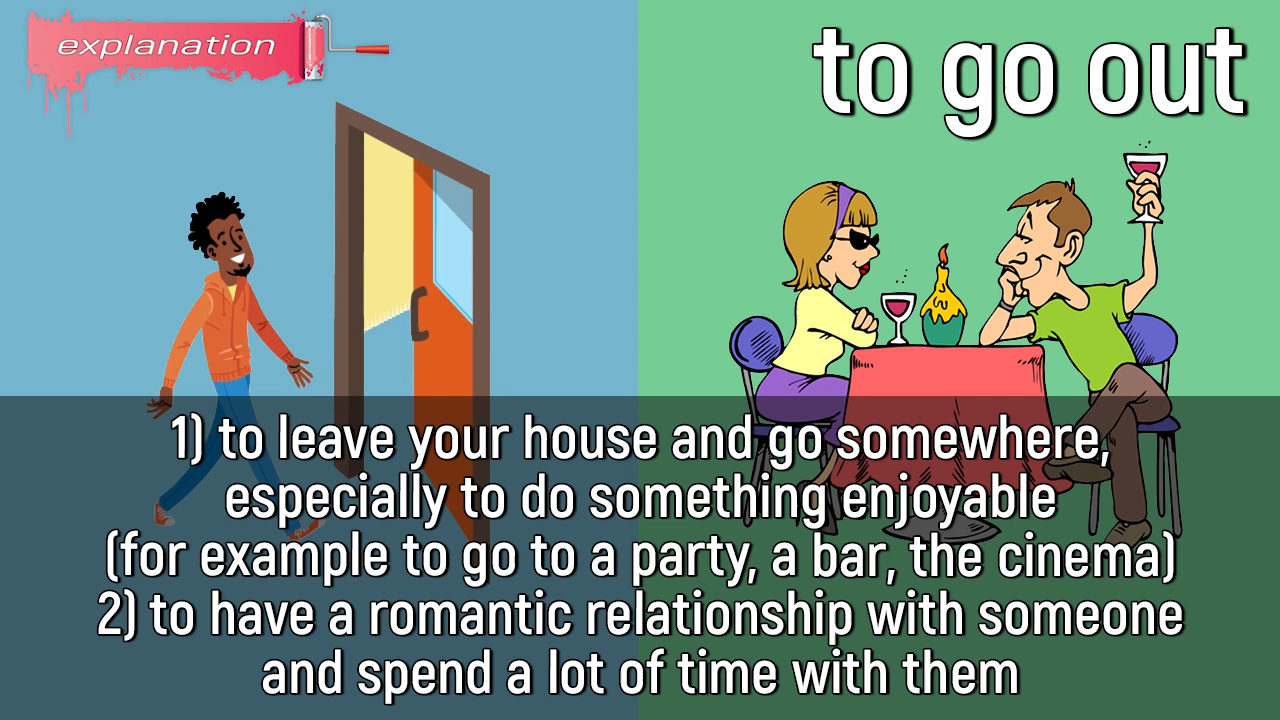 explanation
to go out
1) to leave your house and go somewhere,
especially to do something enjoyable
(for example to go to a party, a bar, the cinema)
2) to have a romantic relationship with someone
and spend a lot of time with them